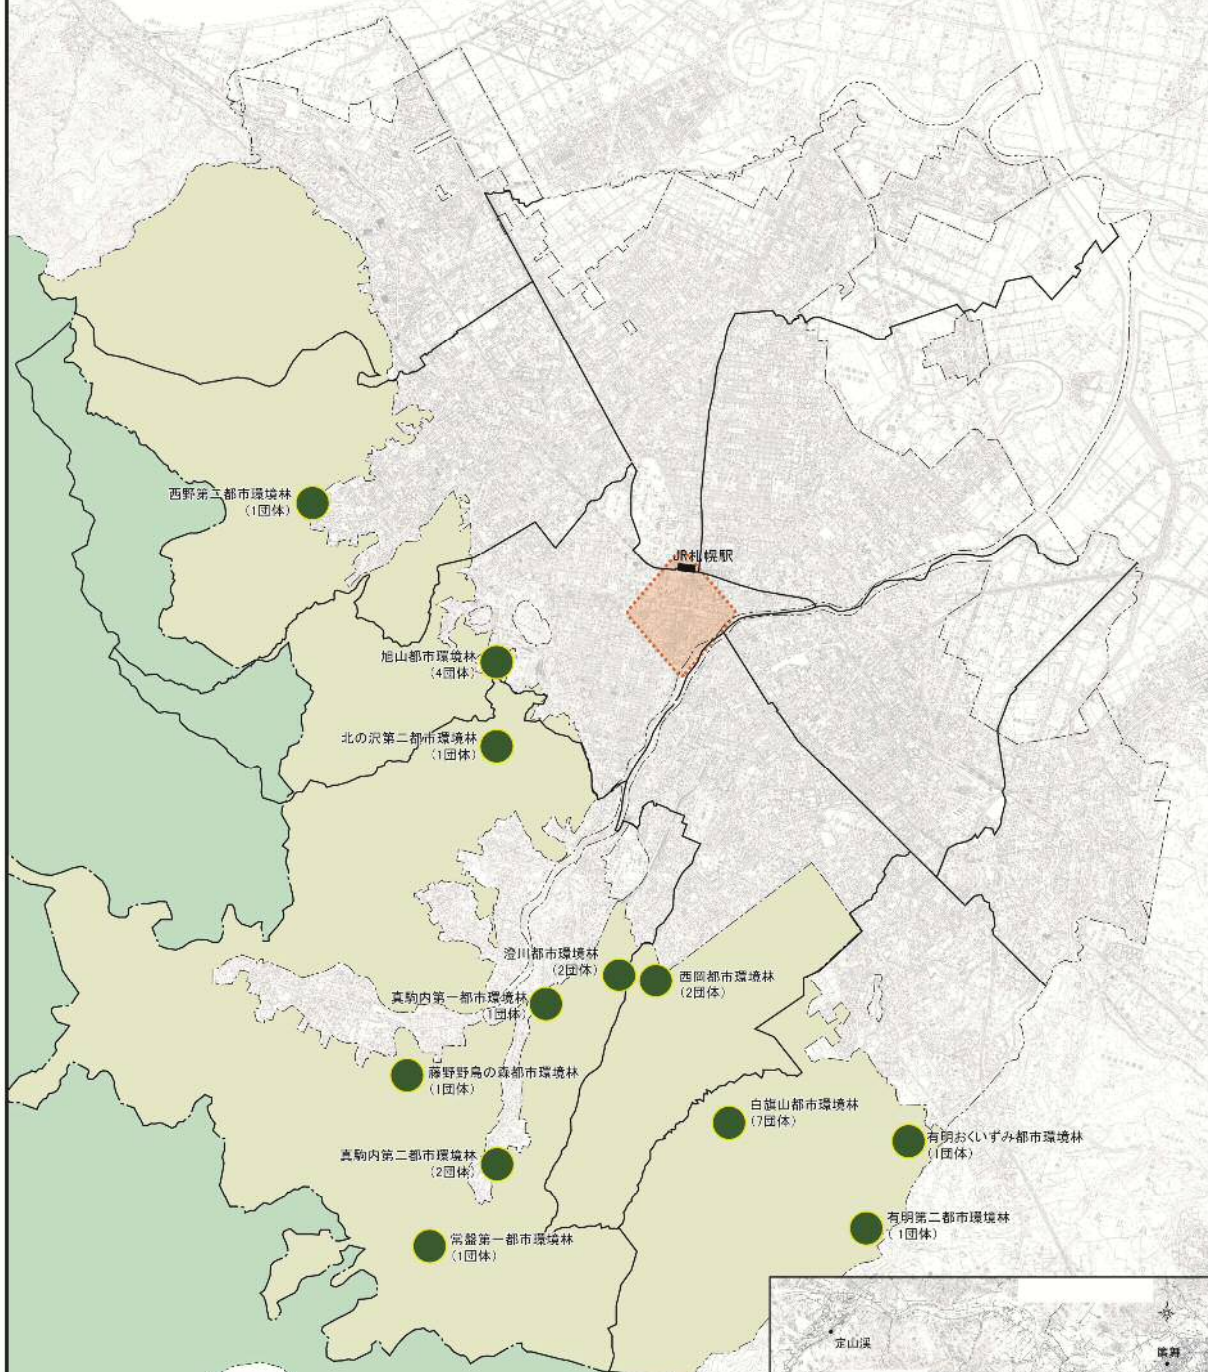 西野第二都市環境林
(1団体)
JR札幌駅
旭山都市環境林
(4団体)
北の沢第二都市環境林
(1団体)
澄川都市環境林
(2団体)
西岡都市環境林
(2団体)
真駒内第一都市環境林
(1団体)
藤野野鳥の森都市環境林
(1団体)
白旗山都市環境林
(7団体)
有明おくいずみ都市環境林
(1団体)
真駒内第二都市環境林
(2団体)
有明第二都市環境林
( 1団体)
常盤第一都市環境林
(1団体)
定山渓
簾舞